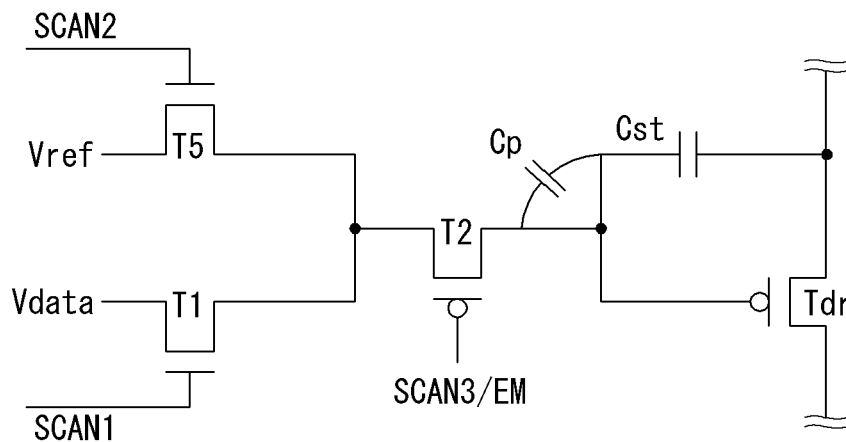 SCAN2
Vref
T5
Cp
Cst
T2
Vdata
T1
Tdr
SCAN3/EM
SCAN1